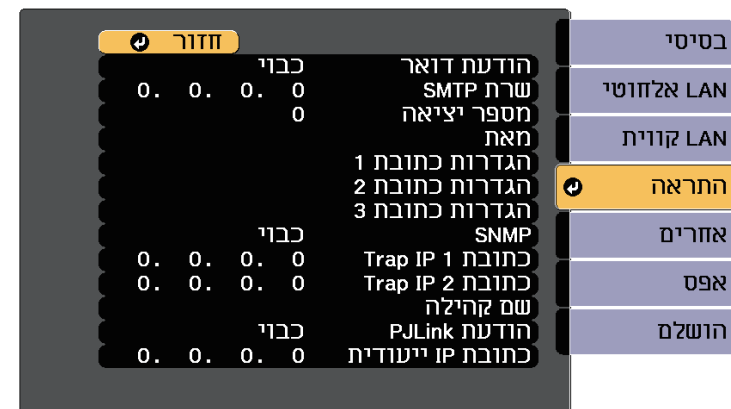 חזור
הודעת דואר כבוי
שרת SMTP 0. 0. 0. 0
מספר יציאה 0
מאת
הגדרות כתובת 1
הגדרות כתובת 2
הגדרות כתובת 3
SNMP כבוי
כתובת Trap IP 1 0. 0. 0. 0
כתובת Trap IP 2 0. 0. 0. 0
שם קהילה
הודעת PJLink כבוי
כתובת IP ייעודית 0. 0. 0. 0
בסיסי
LAN אלחוטי
LAN קווית
התראה
אחרים
אפס
הושלם